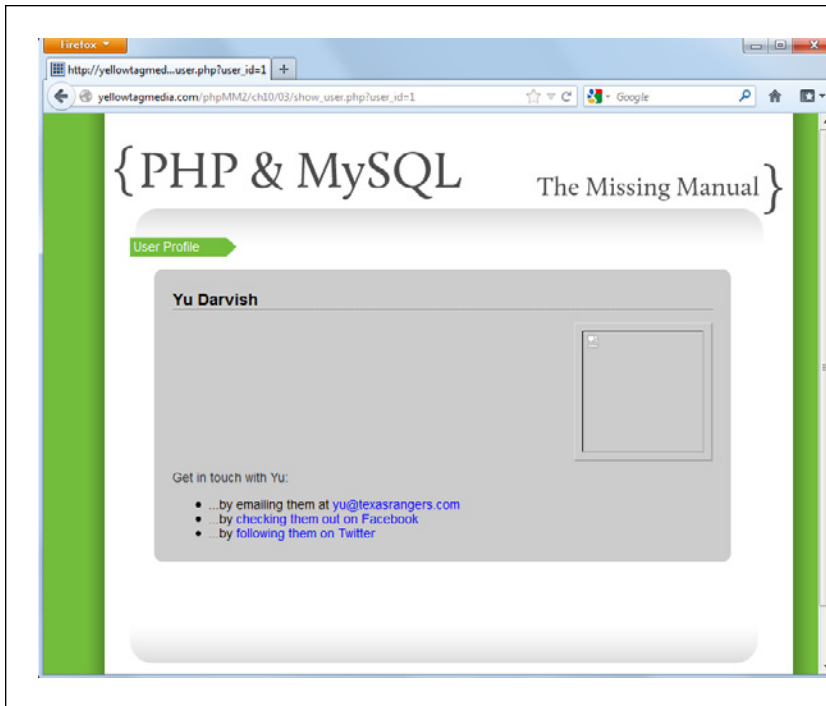 Firefox
http://yellowtagmed...user.php?user_id=1 +
yellowtagmedia.com/phpMM2/ch10/03/show_user.php?user_id=1 Google
{PHP & MySQL The Missing Manual}
User Profile
Yu Darvish
Get in touch with Yu:
• ...by emailing them at yu@texasrangers.com
• ...by checking them out on Facebook
• ...by following them on Twitter